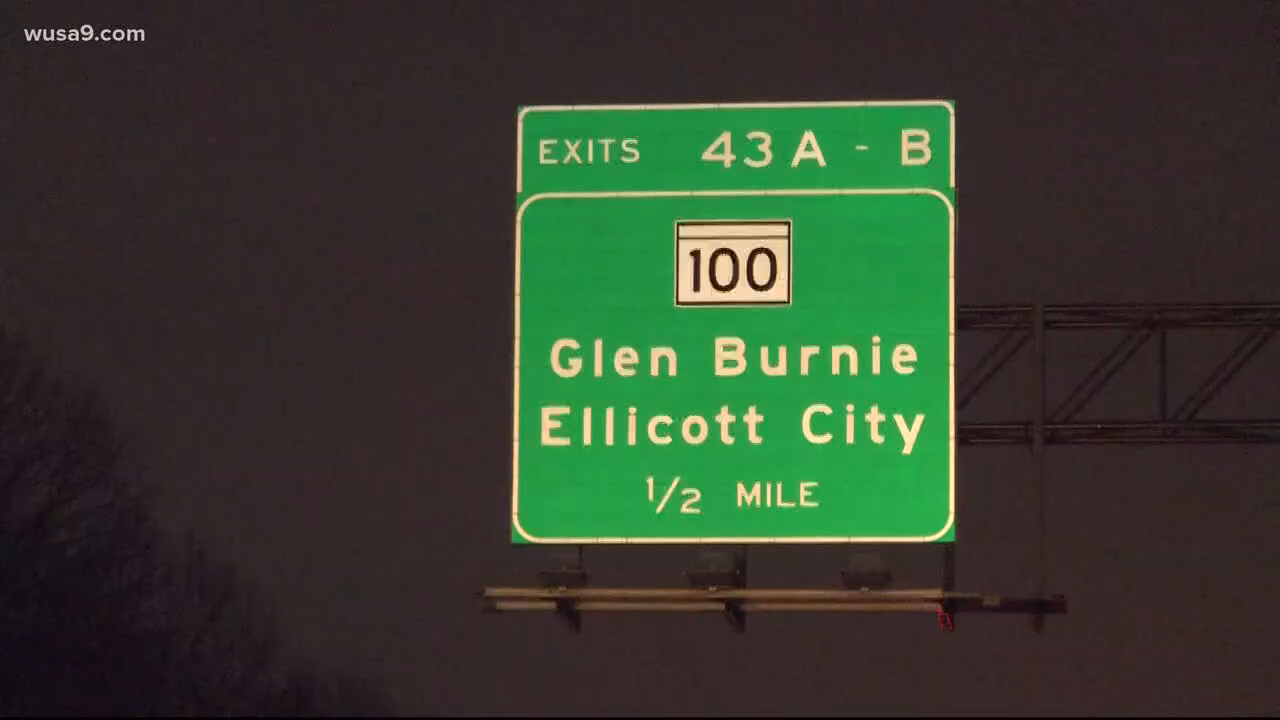 wusa9.com
EXITS 43 A - B
100
Glen Burnie
Ellicott City
1/2 MILE